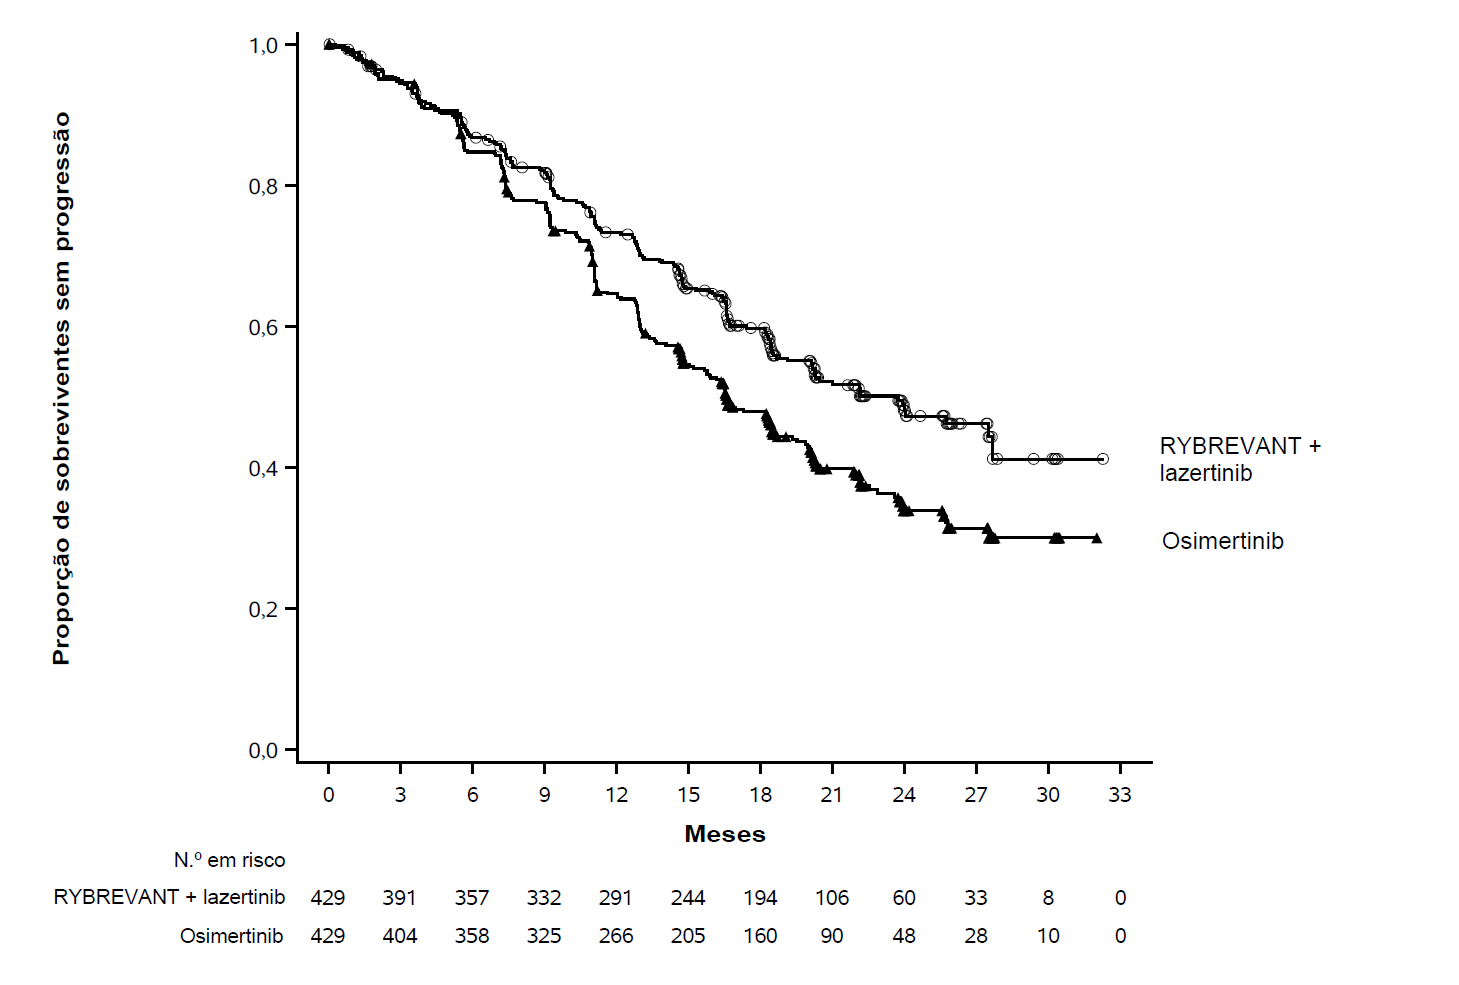 Proporção de sobreviventes sem progressão
1,0
0,8
0,6
0,4
0,2
0,0
RYBREVANT +
lazertinib
Osimertinib
0 3 6 9 12 15 18 21 24 27 30 33
Meses
N.º em risco
RYBREVANT + lazertinib 429 391 357 332 291 244 194 106 60 33 8 0
Osimertinib 429 404 358 325 266 205 160 90 48 28 10 0